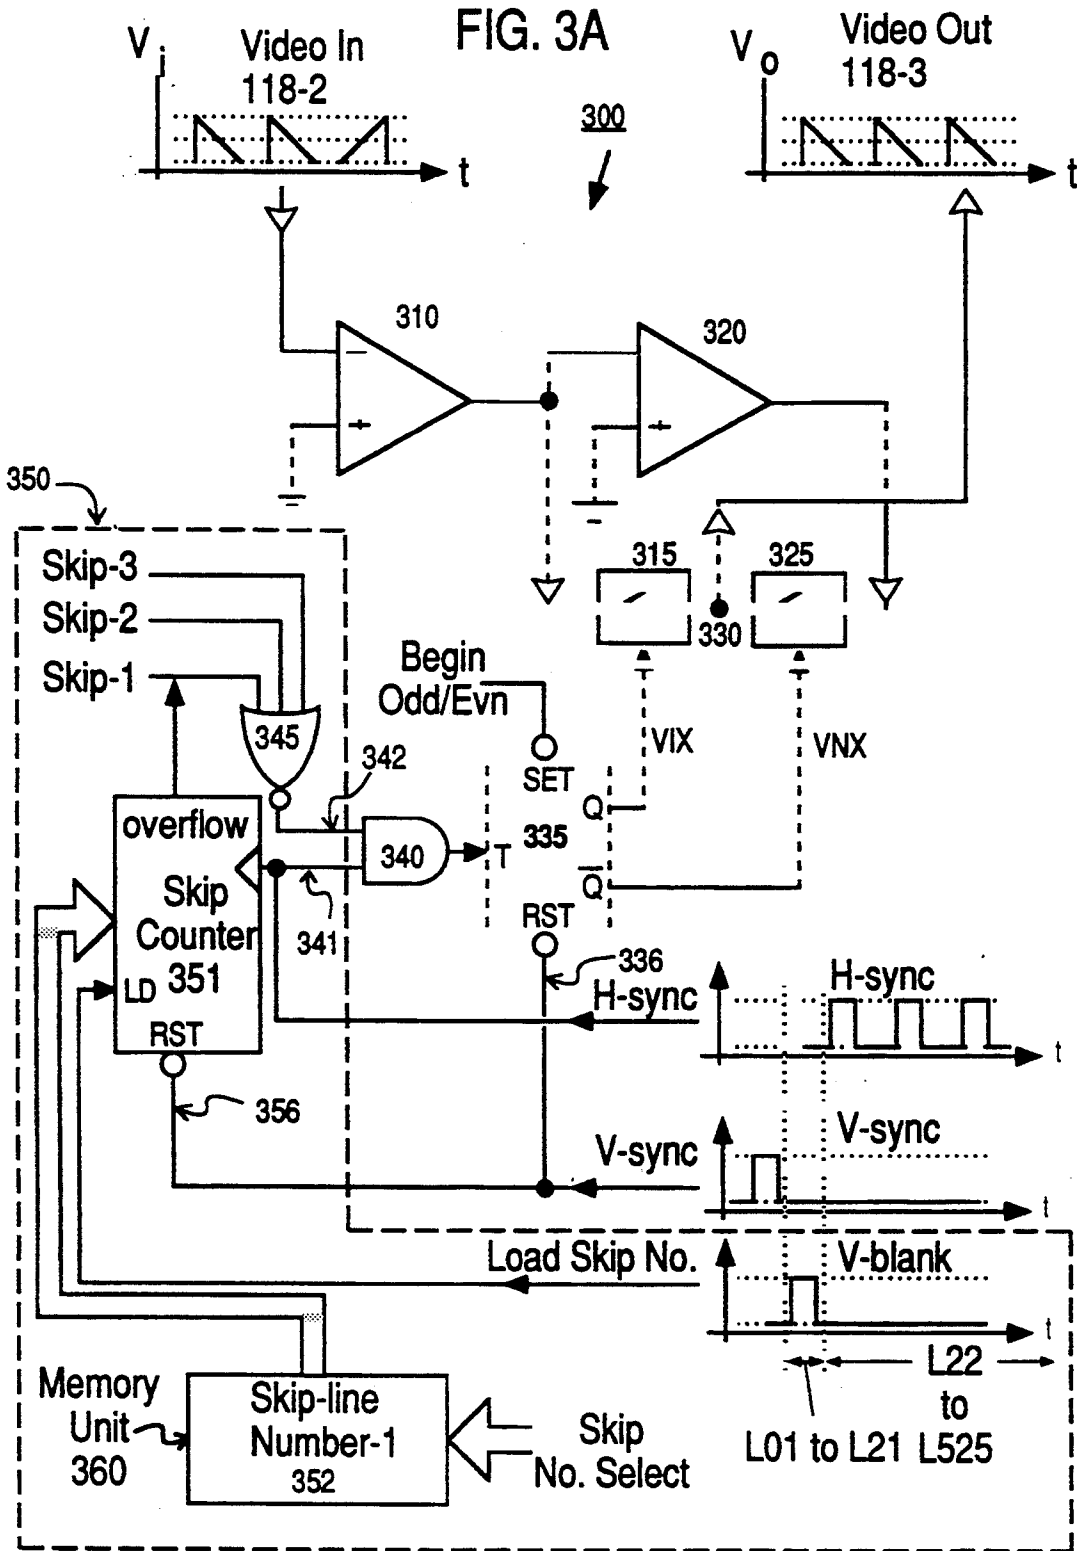 FIG. 3A
V i
Video In
118-2
t
300
V o
Video Out
118-3
t
310
−
+
320
+
350
Skip-3
Skip-2
Skip-1
345
342
340
341
overflow
Skip
Counter
351
LD
RST
356
Begin
Odd/Evn
SET
T
335
Q
Q̅
RST
336
315
325
330
VIX
VNX
H-sync
H-sync
t
V-sync
V-sync
t
Load Skip No.
V-blank
t
L01 to L21
L22
to
L525
Memory
Unit
360
Skip-line
Number-1
352
Skip
No. Select